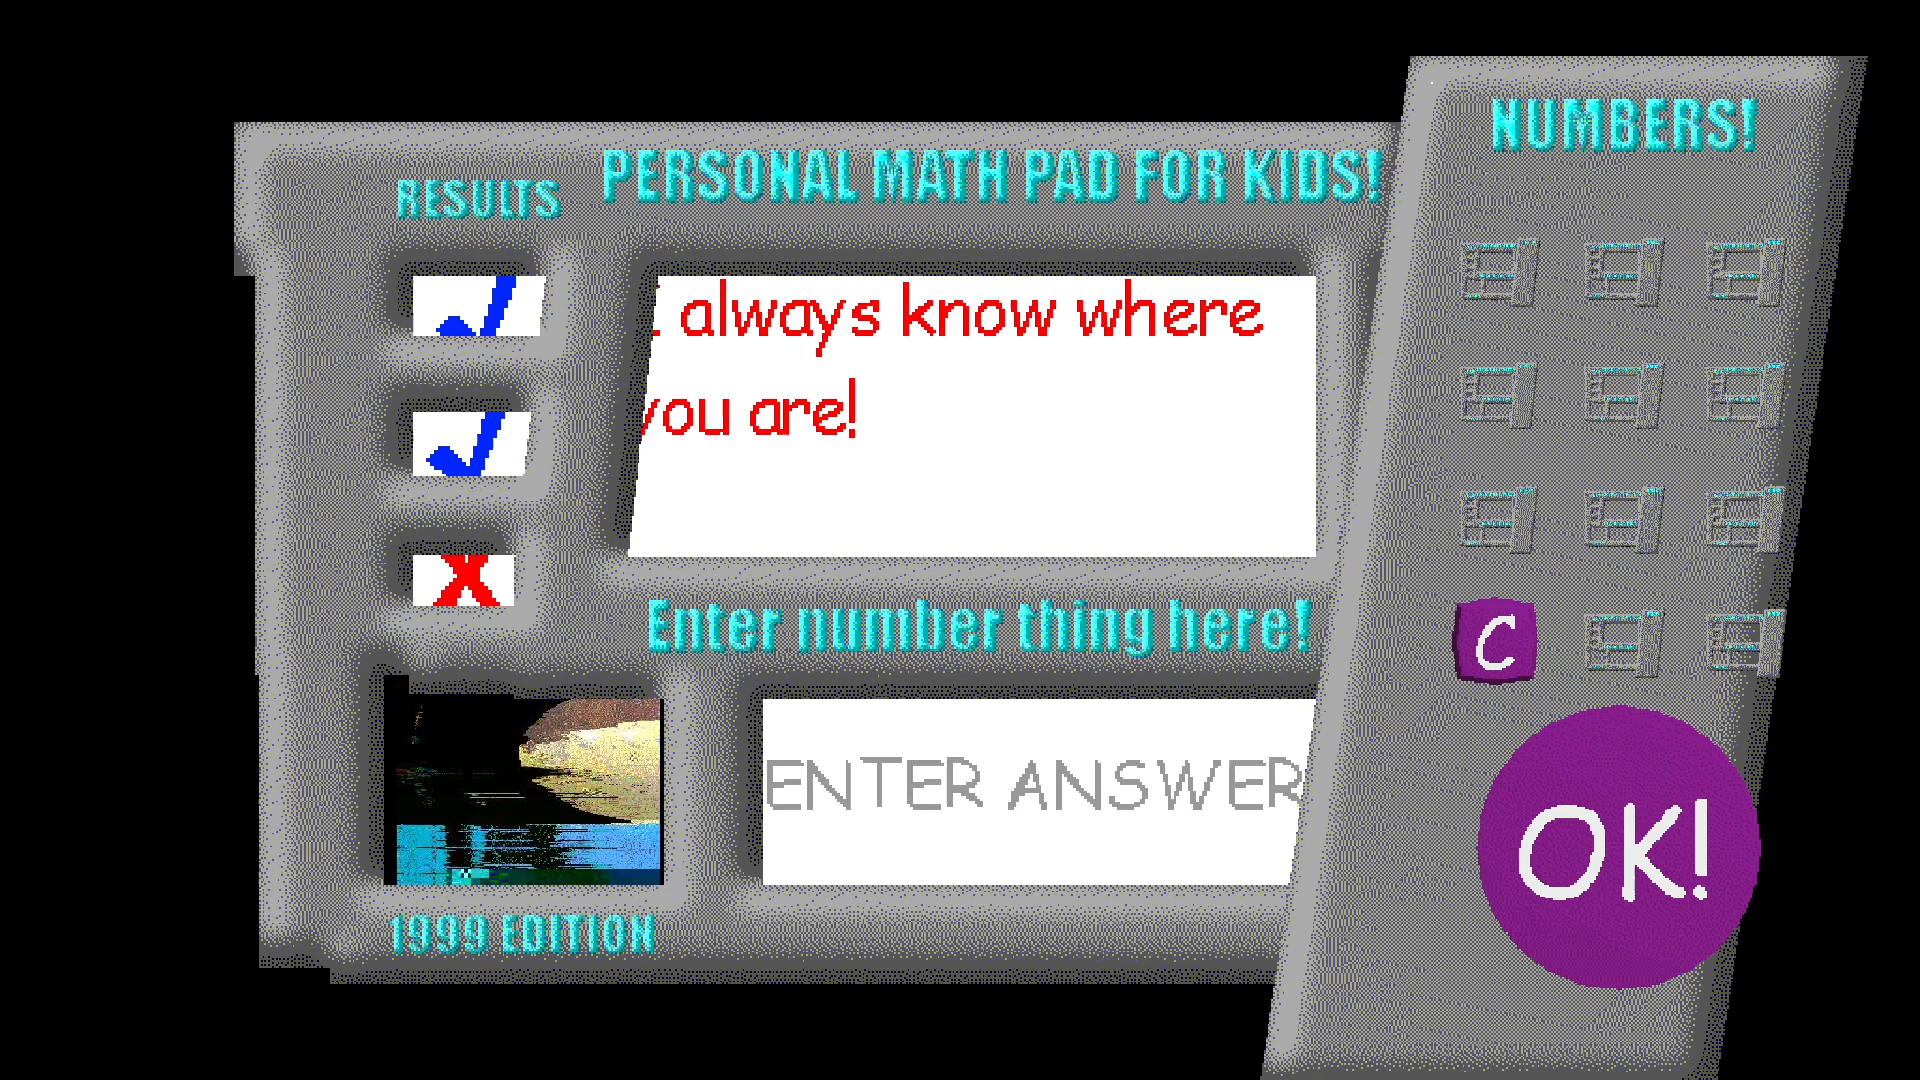 NUMBERS!
PERSONAL MATH PAD FOR KIDS!
RESULTS
always know where
you are!
Enter number thing here!
C
ENTER ANSWER
OK!
1999 EDITION